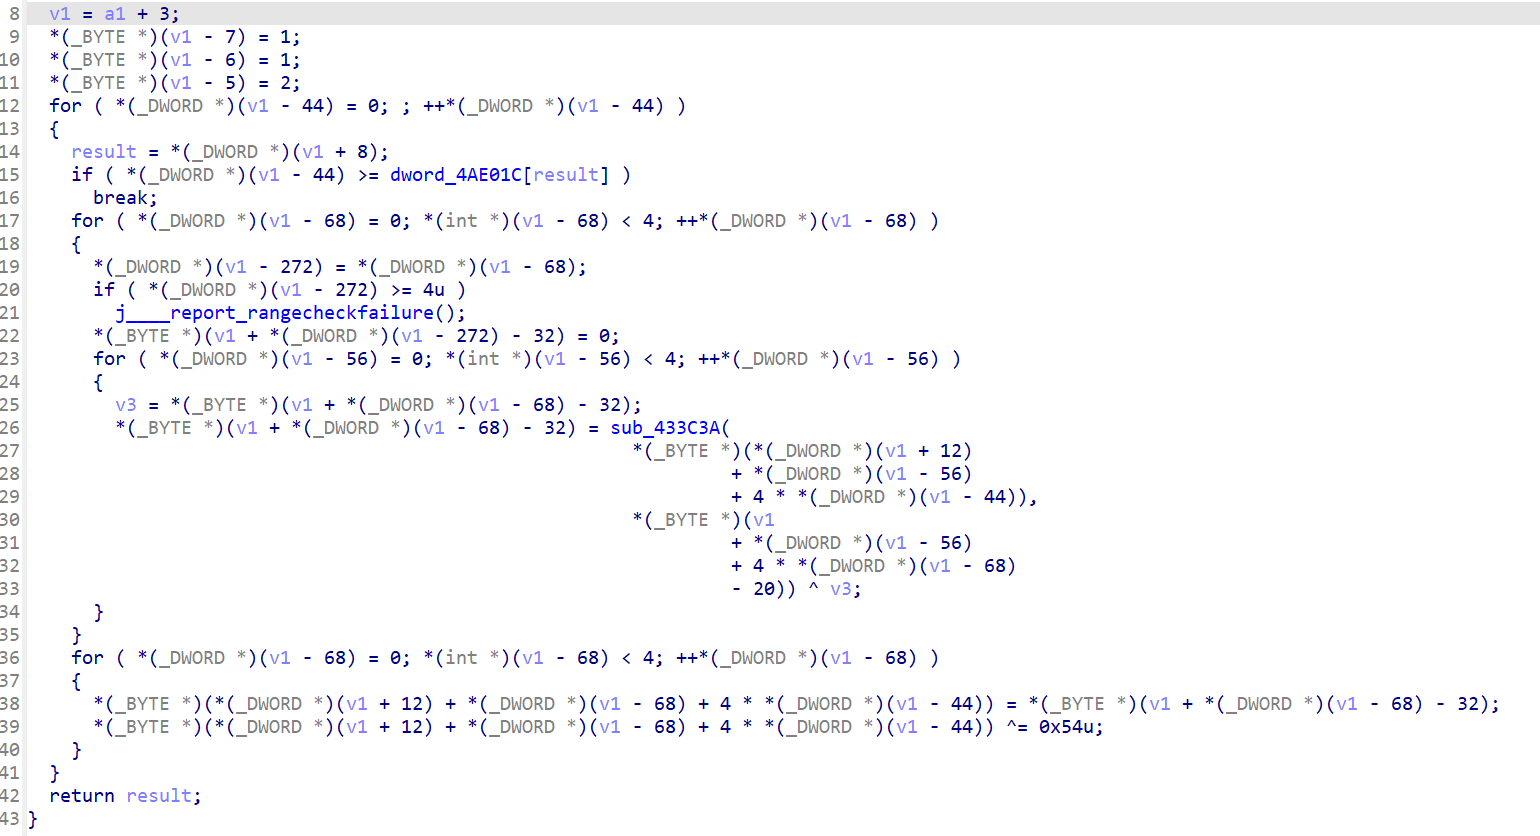 8 v1 = a1 + 3;
9 *(_BYTE *)(v1 - 7) = 1;
10 *(_BYTE *)(v1 - 6) = 1;
11 *(_BYTE *)(v1 - 5) = 2;
12 for ( *(_DWORD *)(v1 - 44) = 0; ; ++*(_DWORD *)(v1 - 44) )
13 {
14 result = *(_DWORD *)(v1 + 8);
15 if ( *(_DWORD *)(v1 - 44) >= dword_4AE01C[result] )
16 break;
17 for ( *(_DWORD *)(v1 - 68) = 0; *(int *)(v1 - 68) < 4; ++*(_DWORD *)(v1 - 68) )
18 {
19 *(_DWORD *)(v1 - 272) = *(_DWORD *)(v1 - 68);
20 if ( *(_DWORD *)(v1 - 272) >= 4u )
21 j____report_rangecheckfailure();
22 *(_BYTE *)(v1 + *(_DWORD *)(v1 - 272) - 32) = 0;
23 for ( *(_DWORD *)(v1 - 56) = 0; *(int *)(v1 - 56) < 4; ++*(_DWORD *)(v1 - 56) )
24 {
25 v3 = *(_BYTE *)(v1 + *(_DWORD *)(v1 - 68) - 32);
26 *(_BYTE *)(v1 + *(_DWORD *)(v1 - 68) - 32) = sub_433C3A(
27 *(_BYTE *)(*(_DWORD *)(v1 + 12)
28 + *(_DWORD *)(v1 - 56)
29 + 4 * *(_DWORD *)(v1 - 44)),
30 *(_BYTE *)(v1
31 + *(_DWORD *)(v1 - 56)
32 + 4 * *(_DWORD *)(v1 - 68)
33 - 20)) ^ v3;
34 }
35 }
36 for ( *(_DWORD *)(v1 - 68) = 0; *(int *)(v1 - 68) < 4; ++*(_DWORD *)(v1 - 68) )
37 {
38 *(_BYTE *)(*(_DWORD *)(v1 + 12) + *(_DWORD *)(v1 - 68) + 4 * *(_DWORD *)(v1 - 44)) = *(_BYTE *)(v1 + *(_DWORD *)(v1 - 68) - 32);
39 *(_BYTE *)(*(_DWORD *)(v1 + 12) + *(_DWORD *)(v1 - 68) + 4 * *(_DWORD *)(v1 - 44)) ^= 0x54u;
40 }
41 }
42 return result;
43 }